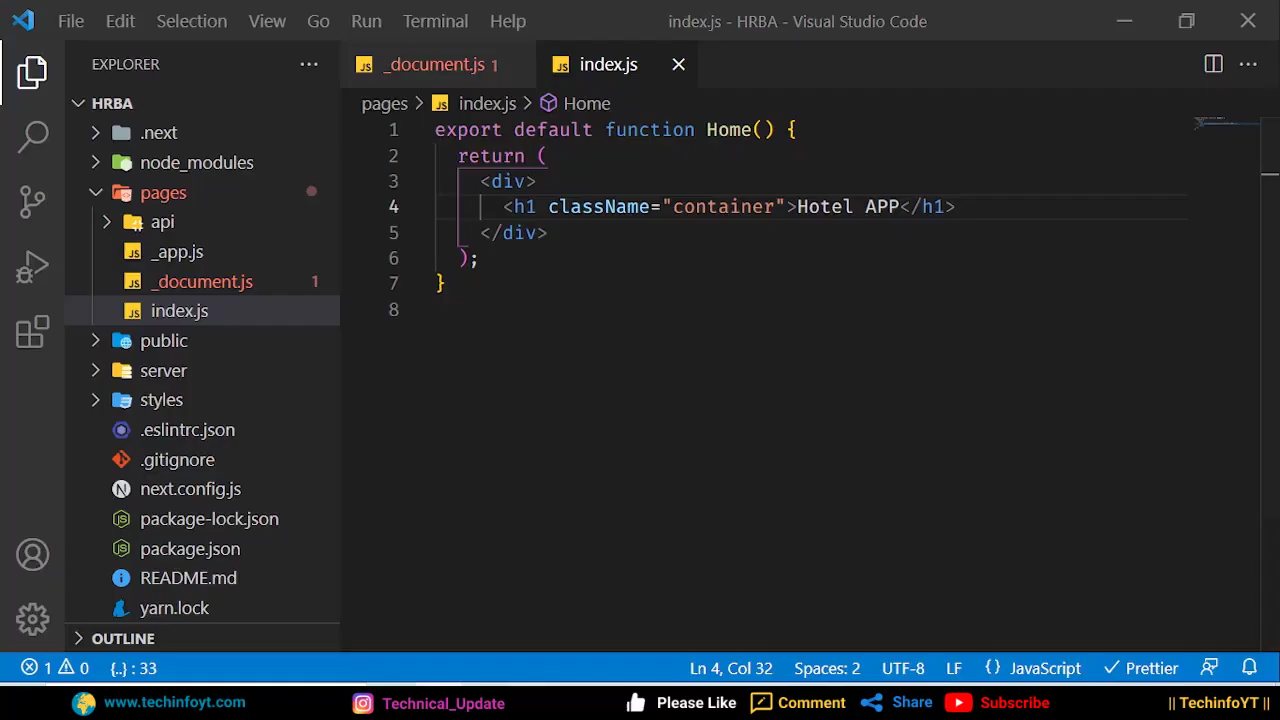 File Edit Selection View Go Run Terminal Help index.js - HRBA - Visual Studio Code
EXPLORER
HRBA
.next
node_modules
pages
api
_app.js
_document.js 1
index.js
public
server
styles
.eslintrc.json
.gitignore
next.config.js
package-lock.json
package.json
README.md
yarn.lock
OUTLINE
JS _document.js 1 JS index.js
pages > JS index.js > Home
1 export default function Home() {
2 return (
3 <div>
4 <h1 className="container">Hotel APP</h1>
5 </div>
6 );
7 }
8
1 0 {..} : 33 Ln 4, Col 32 Spaces: 2 UTF-8 LF {} JavaScript Prettier
www.techinfoyt.com Technical_Update Please Like Comment Share Subscribe || TechinfoYT ||